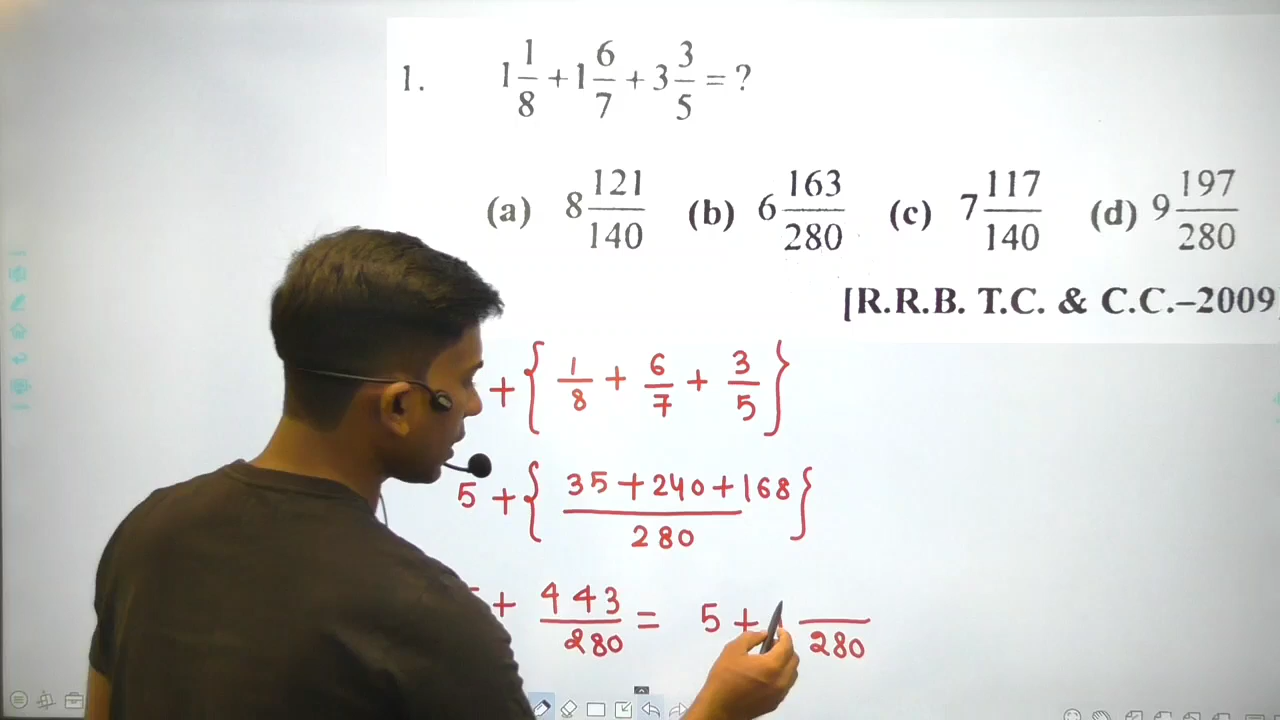 1. 1 1/8 + 1 6/7 + 3 3/5 = ?
(a) 8 121/140 (b) 6 163/280 (c) 7 117/140 (d) 9 197/280
[R.R.B. T.C. & C.C.–2009]
+ { 1/8 + 6/7 + 3/5 }
5 + { 35+240+168 / 280 }
+ 443/280 = 5 + /280